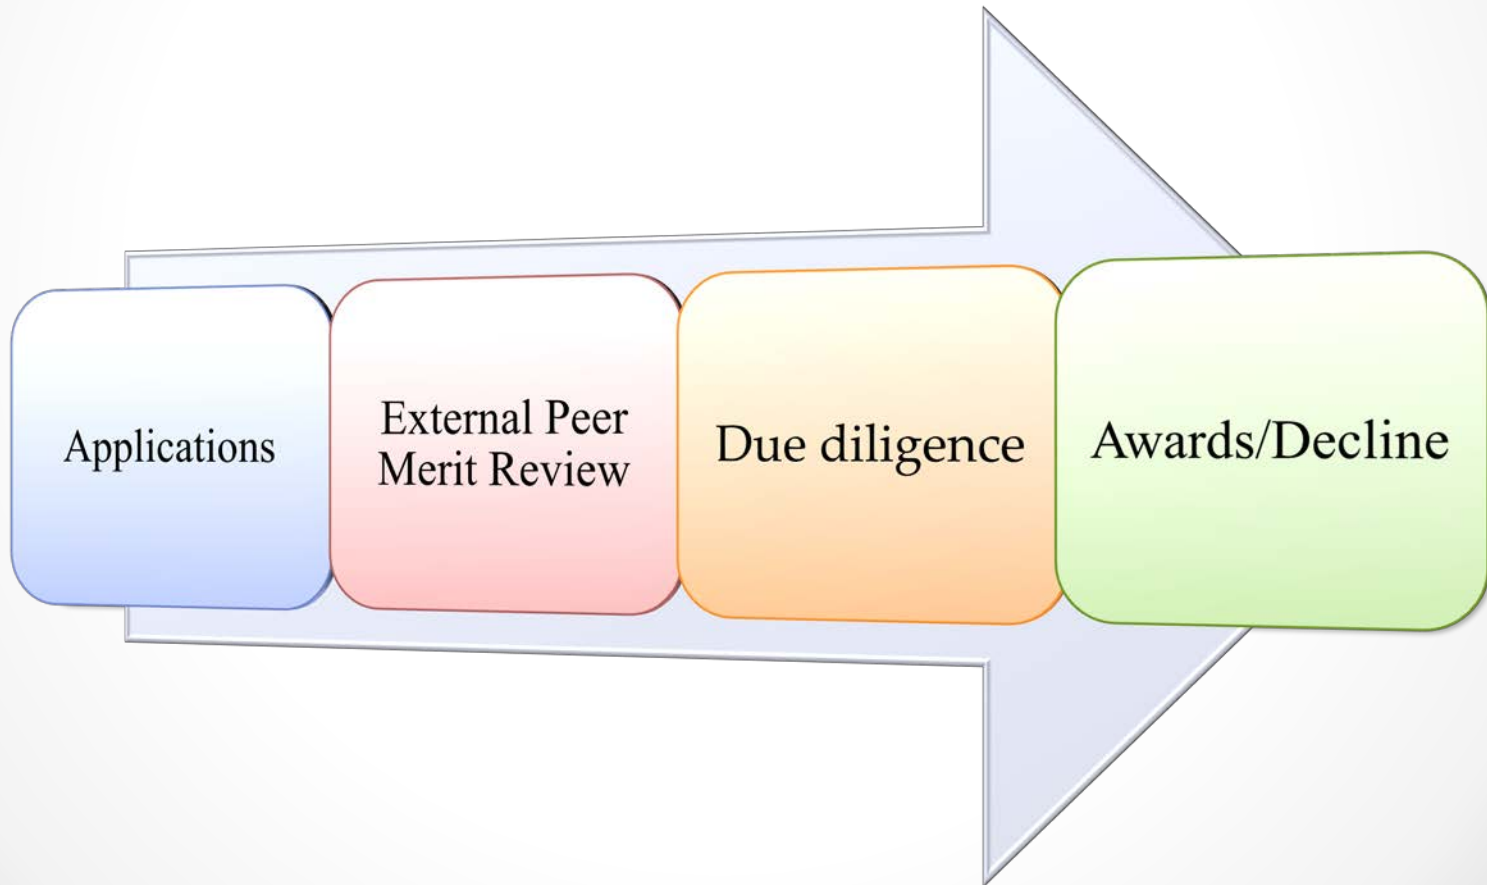 Applications
External Peer
Merit Review
Due diligence
Awards/Decline